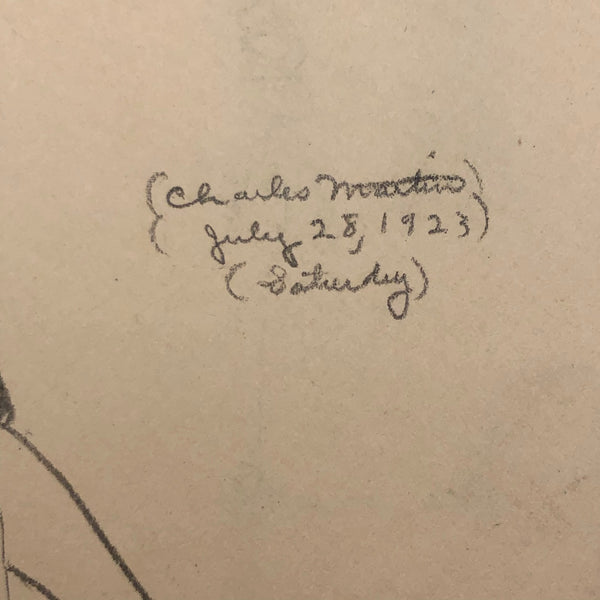 (Charles Martin)
(July 28, 1923)
(Saturday)